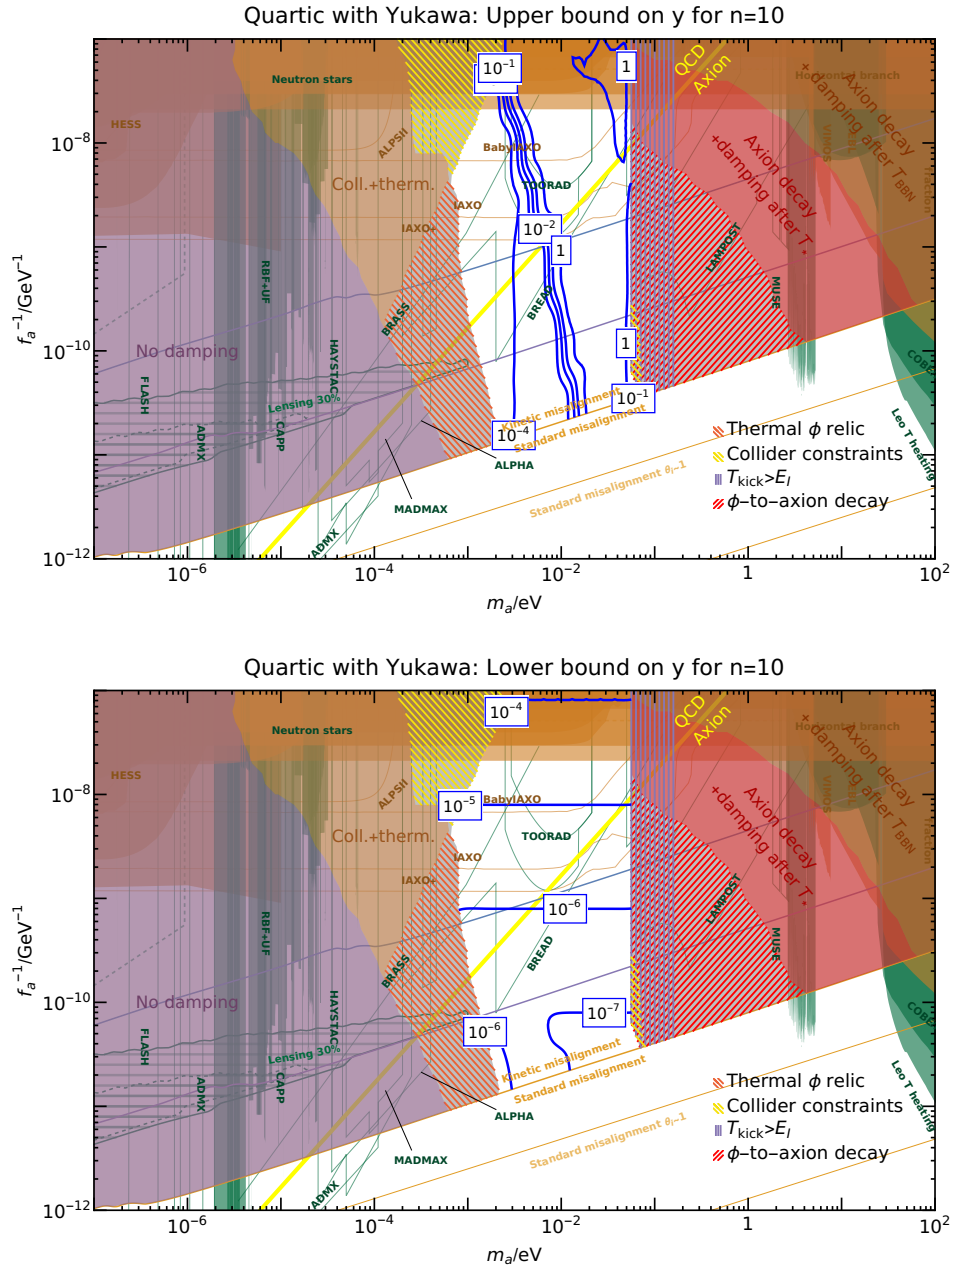 Quartic with Yukawa: Upper bound on y for n=10
f_a^{-1}/GeV^{-1}
10^{-8}
10^{-10}
10^{-12}
Neutron stars
HESS
ALPSII
Coll.+therm.
BabyIAXO
TOORAD
IAXO
IAXO+
RBF+UF
No damping
BRASS
BREAD
HAYSTAC
FLASH
Lensing 30%
ADMX
CAPP
ALPHA
MADMAX
ADMX
10^{-1}
1
10^{-2}
1
1
10^{-1}
10^{-4}
QCD
Axion
Horizontal branch
Axion decay
+damping after T_BBN
VIMOS
Axion decay
+damping after T_*
LAMPOST
MUSE
COBE
Leo T heating
Kinetic misalignment
Standard misalignment
Standard misalignment θ_i~1
Thermal ϕ relic
Collider constraints
T_kick>E_I
ϕ−to−axion decay
10^{-6}
10^{-4}
10^{-2}
1
10^2
m_a/eV
Quartic with Yukawa: Lower bound on y for n=10
f_a^{-1}/GeV^{-1}
10^{-8}
10^{-10}
10^{-12}
Neutron stars
HESS
ALPSII
Coll.+therm.
BabyIAXO
TOORAD
IAXO
IAXO+
RBF+UF
No damping
BRASS
BREAD
HAYSTAC
FLASH
Lensing 30%
ADMX
CAPP
ALPHA
MADMAX
ADMX
10^{-4}
10^{-5}
10^{-6}
10^{-6}
10^{-7}
QCD
Axion
Horizontal branch
Axion decay
+damping after T_BBN
VIMOS
Axion decay
+damping after T_*
LAMPOST
MUSE
COBE
Leo T heating
Kinetic misalignment
Standard misalignment
Standard misalignment θ_i~1
Thermal ϕ relic
Collider constraints
T_kick>E_I
ϕ−to−axion decay
10^{-6}
10^{-4}
10^{-2}
1
10^2
m_a/eV